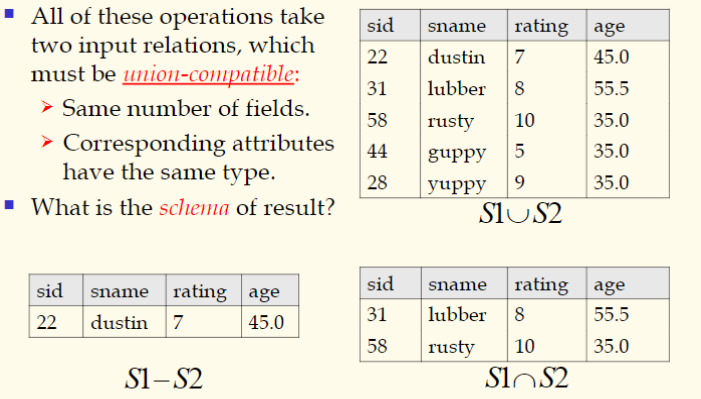 ▪ All of these operations take
two input relations, which
must be union-compatible:
➢ Same number of fields.
➢ Corresponding attributes
have the same type.
▪ What is the schema of result?
sid sname rating age
22 dustin 7 45.0
31 lubber 8 55.5
58 rusty 10 35.0
44 guppy 5 35.0
28 yuppy 9 35.0
S1∪S2
sid sname rating age
22 dustin 7 45.0
S1−S2
sid sname rating age
31 lubber 8 55.5
58 rusty 10 35.0
S1∩S2